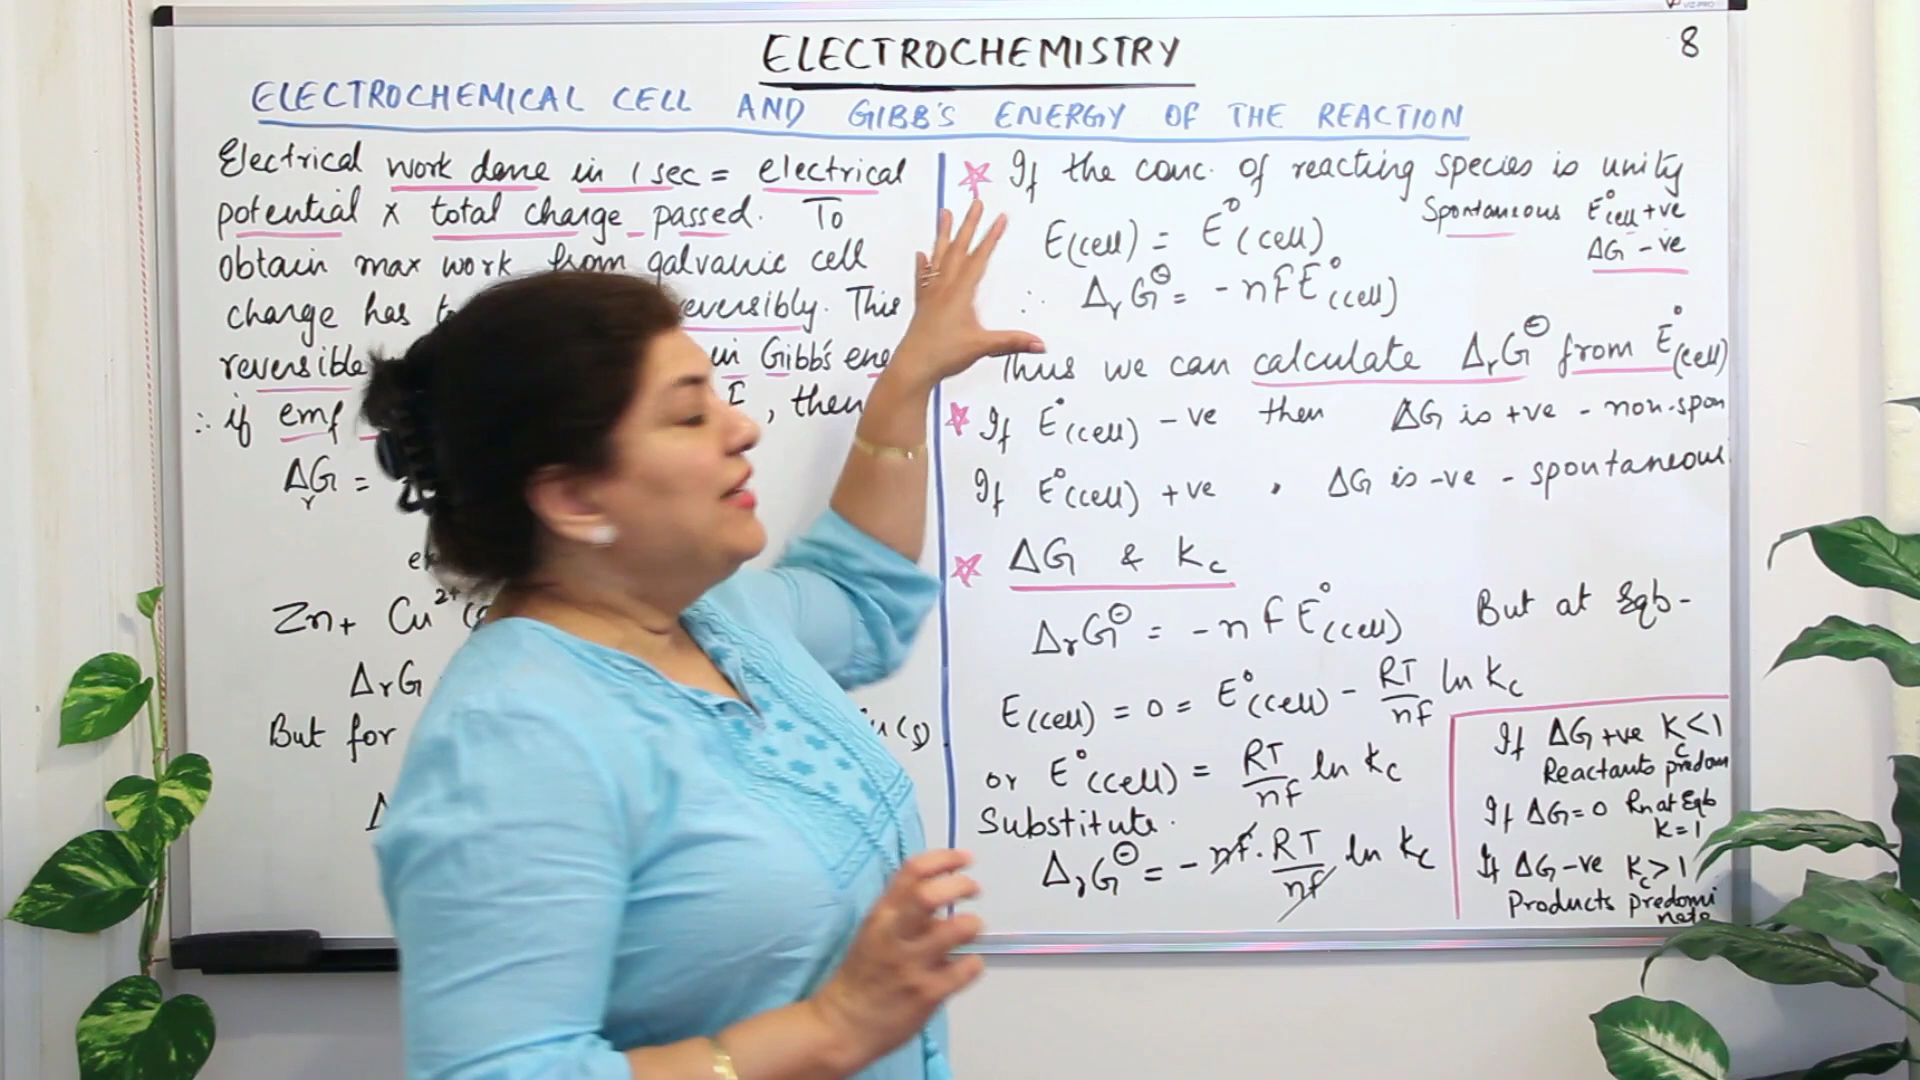 ELECTROCHEMISTRY
8
ELECTROCHEMICAL CELL AND GIBB'S ENERGY OF THE REACTION
Electrical work done in 1 sec = electrical
potential x total charge passed. To
obtain max work from galvanic cell
charge has reversibly. This
reversible in Gibb's
∴ if emf E, then
ΔrG =
Zn + Cu²⁺
ΔrG
But for (s)
Δ
If the conc. of reacting species is unity
Spontaneous E°cell +ve
ΔG -ve
E(cell) = E°(cell)
∴ ΔrG⊖ = -nFE°(cell)
Thus we can calculate ΔrG⊖ from E°(cell)
If E°(cell) -ve then ΔG is +ve - non-spon
If E°(cell) +ve , ΔG is -ve - spontaneous
ΔG & Kc
ΔrG⊖ = -nFE°(cell) But at Eqb-
E(cell) = 0 = E°(cell) - RT/nF ln Kc
or E°(cell) = RT/nF ln Kc
Substitute.
ΔrG⊖ = -nF. RT/nF ln Kc
If ΔG +ve Kc < 1
Reactants predom
If ΔG = 0 Rn at Eqb
K = 1
If ΔG -ve Kc > 1
Products predomi
nate